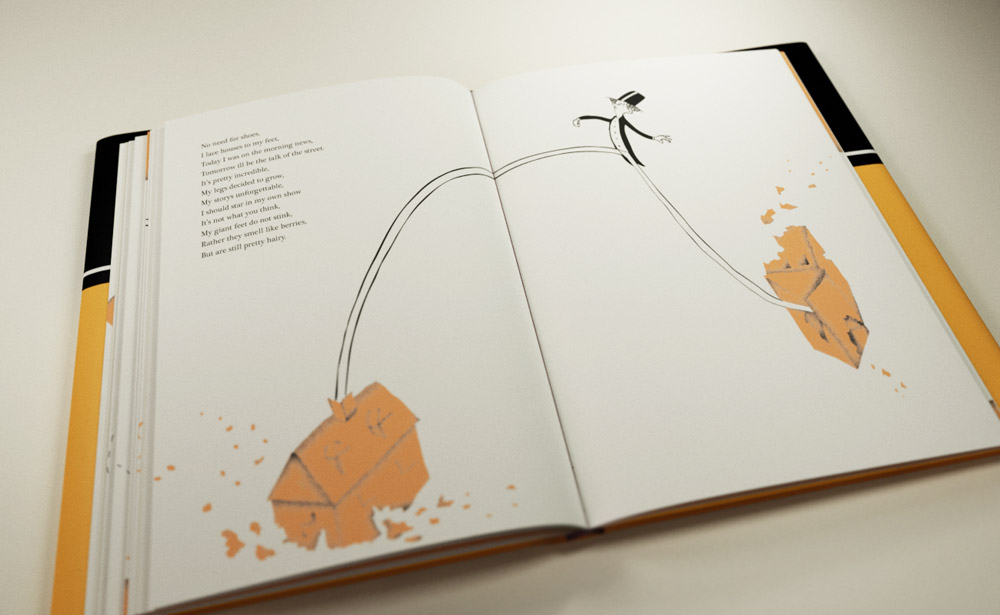 No need for shoes,
I lace houses to my feet,
Today I was on the morning news,
Tomorrow ill be the talk of the street.
It's pretty incredible,
My legs decided to grow,
My storys unforgettable,
I should star in my own show
It's not what you think,
My giant feet do not stink,
Rather they smell like berries,
But are still pretty hairy.